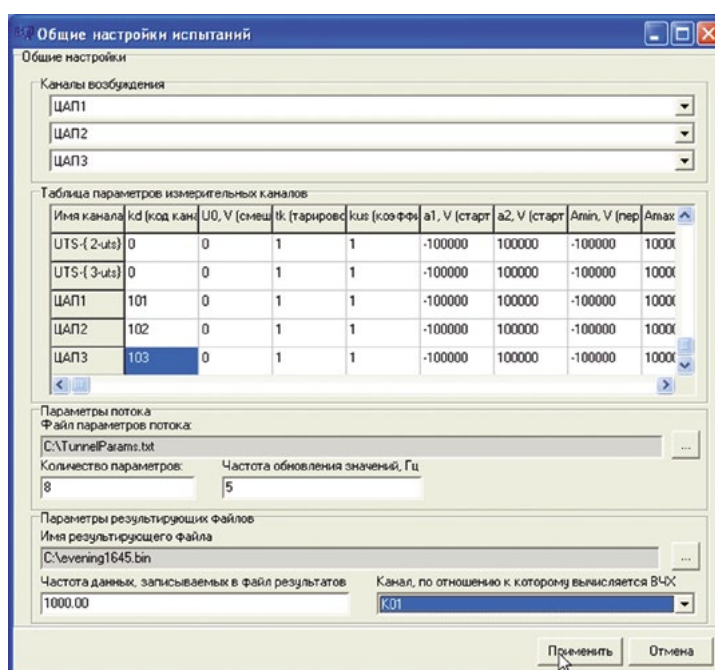 Общие настройки испытаний
Общие настройки
Каналы возбуждения
ЦАП1
ЦАП2
ЦАП3
Таблица параметров измерительных каналов
Имя канала kd (код кана U0, V (смещ tk (тарировс kus (коэффи a1, V (старт a2, V (старт Amin, V (пер Amax
UTS-{ 2-uts} 0 0 1 1 -100000 100000 -100000 1000
UTS-{ 3-uts} 0 0 1 1 -100000 100000 -100000 1000
ЦАП1 101 0 1 1 -100000 100000 -100000 1000
ЦАП2 102 0 1 1 -100000 100000 -100000 1000
ЦАП3 103 0 1 1 -100000 100000 -100000 1000
Параметры потока
Файл параметров потока:
C:\TunnelParams.txt ...
Количество параметров: Частота обновления значений, Гц
8 5
Параметры результирующих файлов
Имя результирующего файла
C:\evening1645.bin ...
Частота данных, записываемых в файл результатов Канал, по отношению к которому вычисляется ВЧХ
1000.00 K01
Применить Отмена